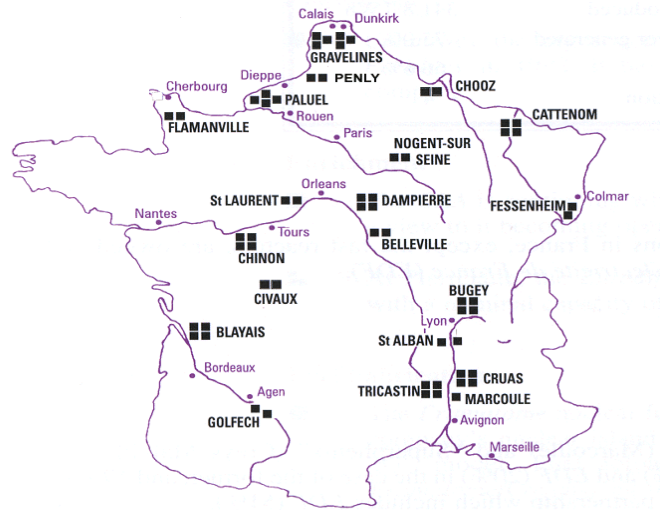 Calais
Dunkirk
GRAVELINES
Dieppe
PENLY
CHOOZ
Cherbourg
PALUEL
CATTENOM
FLAMANVILLE
Rouen
Paris
NOGENT-SUR
SEINE
Orleans
St LAURENT
DAMPIERRE
FESSENHEIM
Colmar
Nantes
Tours
BELLEVILLE
CHINON
CIVAUX
BUGEY
Lyon
BLAYAIS
St ALBAN
Bordeaux
CRUAS
TRICASTIN
Agen
MARCOULE
GOLFECH
Avignon
Marseille